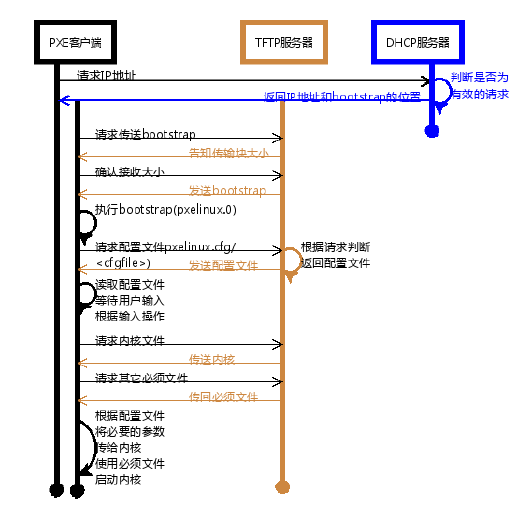 PXE客户端
TFTP服务器
DHCP服务器
请求IP地址
判断是否为
有效的请求
返回IP地址和bootstrap的位置
请求传送bootstrap
告知传输块大小
确认接收大小
发送bootstrap
执行bootstrap(pxelinux.0)
请求配置文件pxelinux.cfg/
<cfgfile>)
根据请求判断
返回配置文件
发送配置文件
读取配置文件
等待用户输入
根据输入操作
请求内核文件
传送内核
请求其它必须文件
传回必须文件
根据配置文件
将必要的参数
传给内核
使用必须文件
启动内核